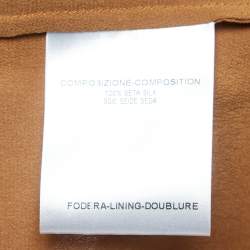 COMPOSIZIONE-COMPOSITION
100% SETA SILK
SOIE SEIDE SEDA
FODERA-LINING-DOUBLURE